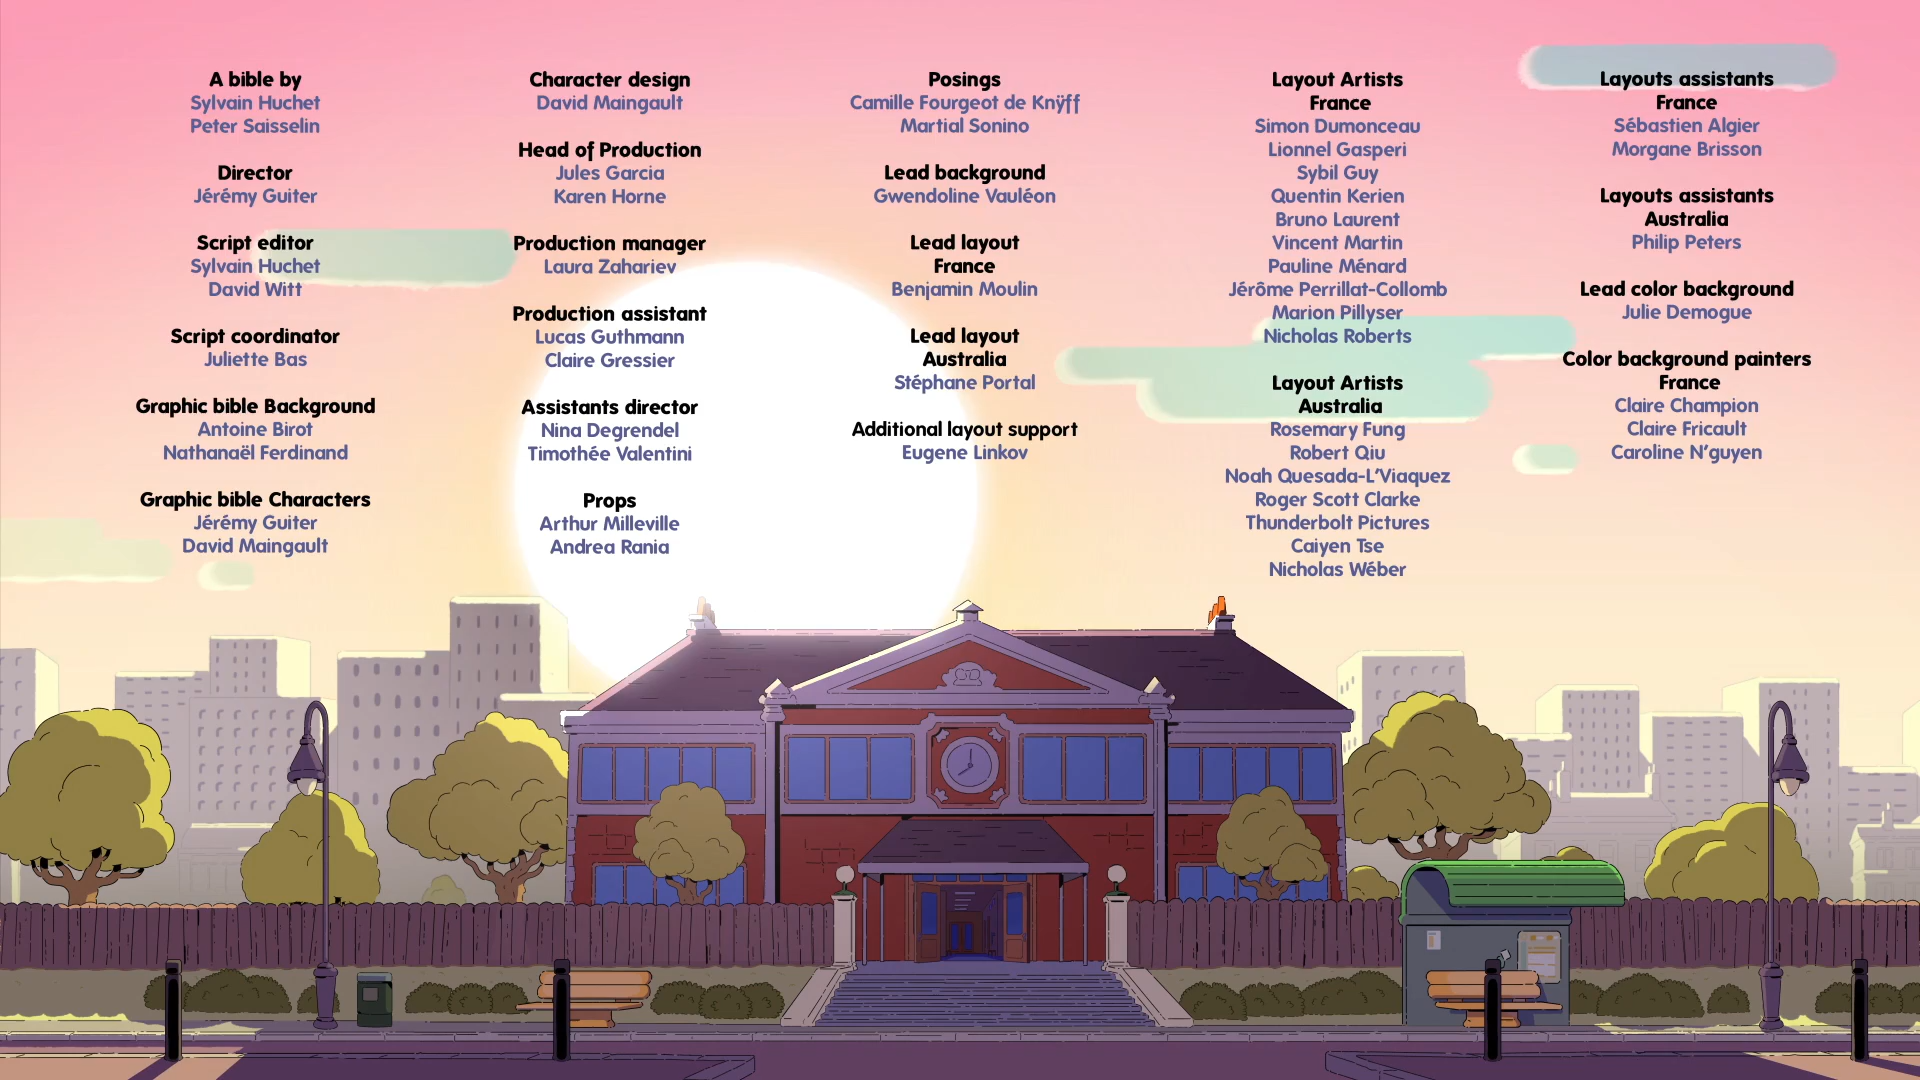 A bible by
Sylvain Huchet
Peter Saisselin
Director
Jérémy Guiter
Script editor
Sylvain Huchet
David Witt
Script coordinator
Juliette Bas
Graphic bible Background
Antoine Birot
Nathanaël Ferdinand
Graphic bible Characters
Jérémy Guiter
David Maingault
Character design
David Maingault
Head of Production
Jules Garcia
Karen Horne
Production manager
Laura Zahariev
Production assistant
Lucas Guthmann
Claire Gressier
Assistants director
Nina Degrendel
Timothée Valentini
Props
Arthur Milleville
Andrea Rania
Posings
Camille Fourgeot de Knÿff
Martial Sonino
Lead background
Gwendoline Vauléon
Lead layout
France
Benjamin Moulin
Lead layout
Australia
Stéphane Portal
Additional layout support
Eugene Linkov
Layout Artists
France
Simon Dumonceau
Lionnel Gasperi
Sybil Guy
Quentin Kerien
Bruno Laurent
Vincent Martin
Pauline Ménard
Jérôme Perrillat-Collomb
Marion Pillyser
Nicholas Roberts
Layout Artists
Australia
Rosemary Fung
Robert Qiu
Noah Quesada-L'Viaquez
Roger Scott Clarke
Thunderbolt Pictures
Caiyen Tse
Nicholas Wéber
Layouts assistants
France
Sébastien Algier
Morgane Brisson
Layouts assistants
Australia
Philip Peters
Lead color background
Julie Demogue
Color background painters
France
Claire Champion
Claire Fricault
Caroline N'guyen